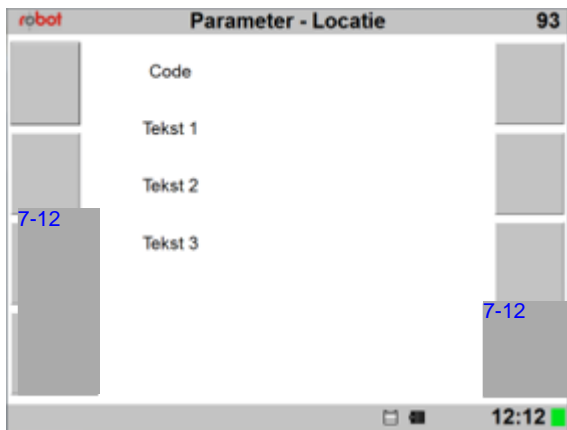 robot Parameter - Locatie 93
Code
Tekst 1
Tekst 2
7-12
Tekst 3
7-12
12:12